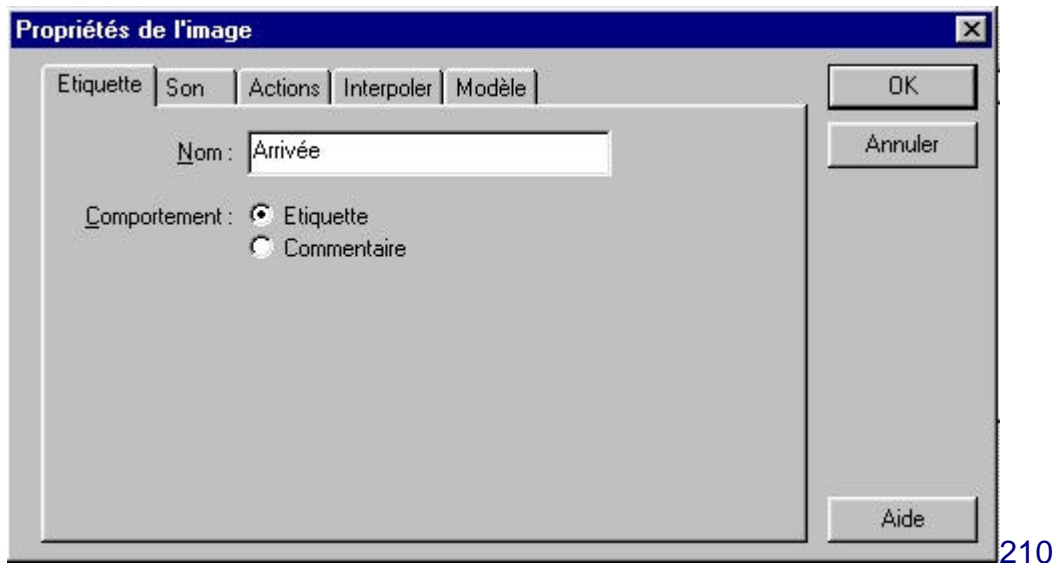 Propriétés de l'image
Etiquette Son Actions Interpoler Modèle
OK
Nom : Arrivée
Annuler
Comportement : Etiquette
Commentaire
Aide
210